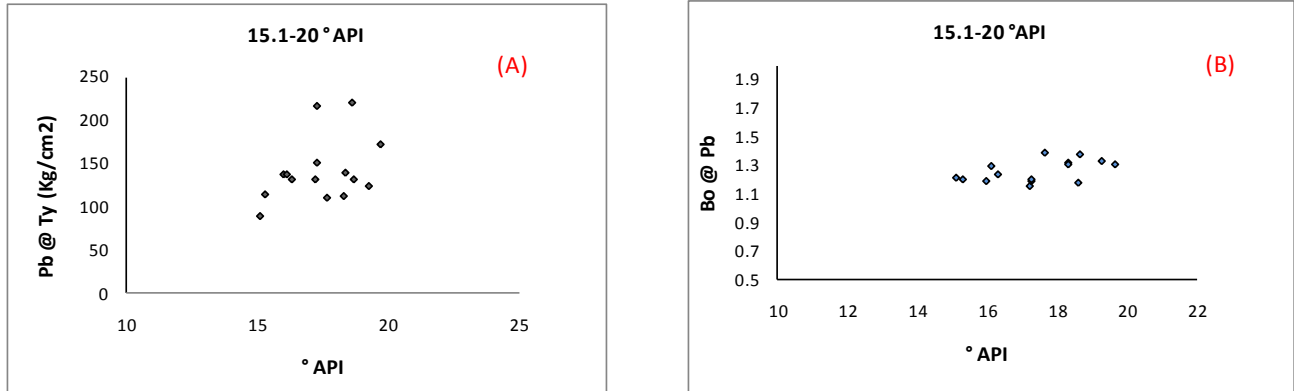 15.1-20 °API
(A)
250
200
150
100
50
0
Pb @ Ty (Kg/cm2)
10 15 20 25
° API
15.1-20 °API
(B)
1.9
1.7
1.5
1.3
1.1
0.9
0.7
0.5
Bo @ Pb
10 12 14 16 18 20 22
° API